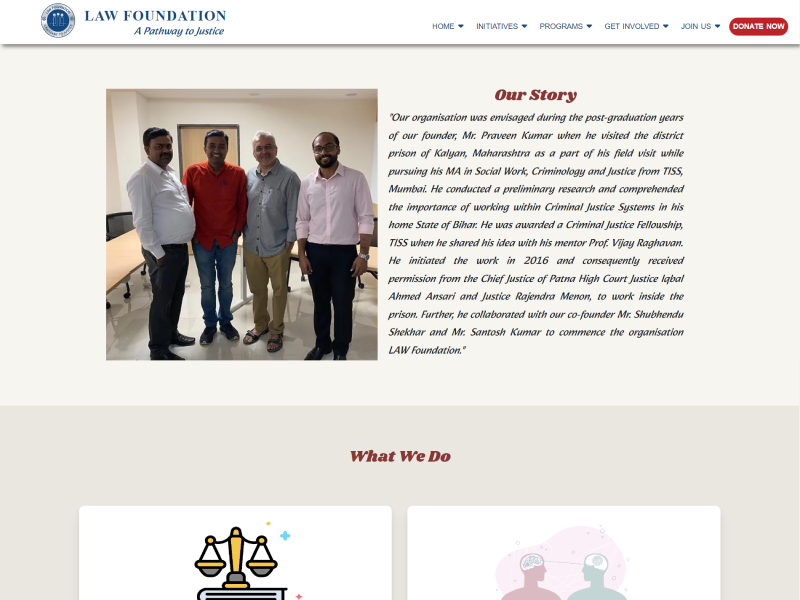 LAW FOUNDATION
A Pathway to Justice
HOME
INITIATIVES
PROGRAMS
GET INVOLVED
JOIN US
DONATE NOW
Our Story
"Our organisation was envisaged during the post-graduation years
of our founder, Mr. Praveen Kumar when he visited the district
prison of Kalyan, Maharashtra as a part of his field visit while
pursuing his MA in Social Work, Criminology and Justice from TISS,
Mumbai. He conducted a preliminary research and comprehended
the importance of working within Criminal Justice Systems in his
home State of Bihar. He was awarded a Criminal Justice Fellowship,
TISS when he shared his idea with his mentor Prof. Vijay Raghavan.
He initiated the work in 2016 and consequently received
permission from the Chief Justice of Patna High Court Justice Iqbal
Ahmed Ansari and Justice Rajendra Menon, to work inside the
prison. Further, he collaborated with our co-founder Mr. Shubhendu
Shekhar and Mr. Santosh Kumar to commence the organisation
LAW Foundation."
What We Do